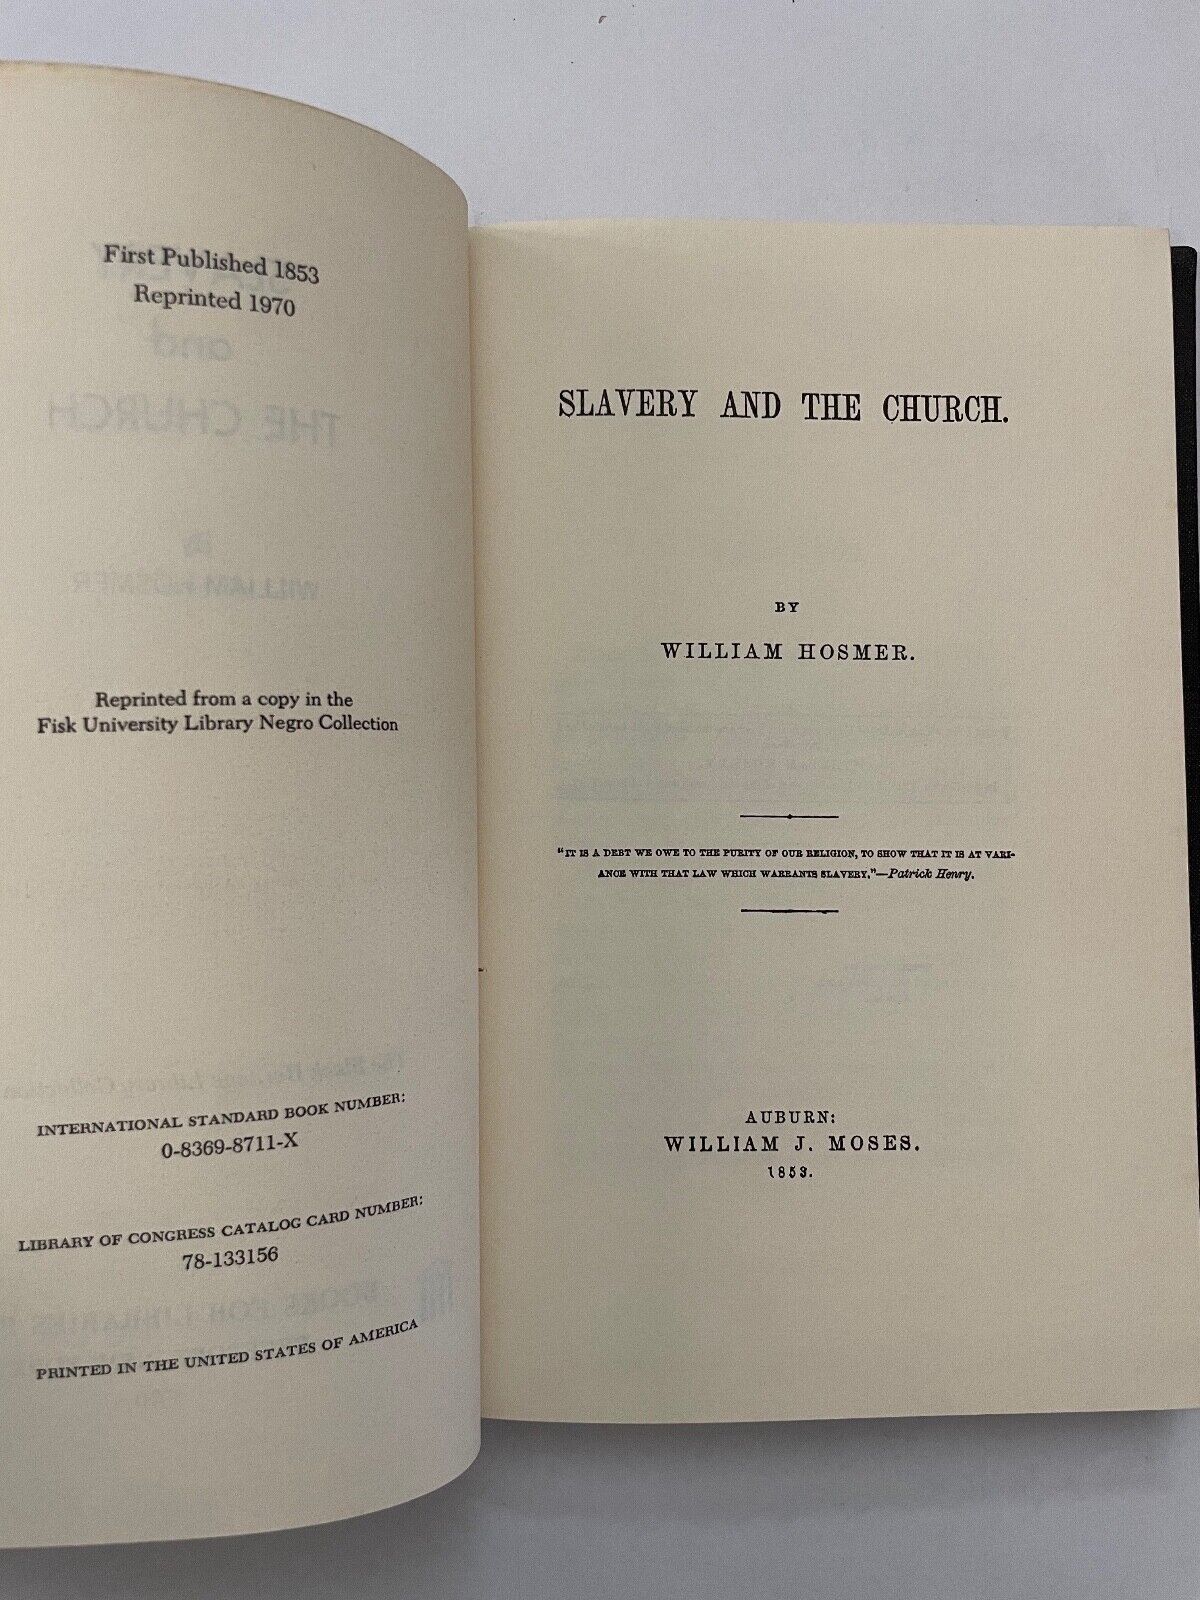 First Published 1853
Reprinted 1970
Reprinted from a copy in the
Fisk University Library Negro Collection
INTERNATIONAL STANDARD BOOK NUMBER:
0-8369-8711-X
LIBRARY OF CONGRESS CATALOG CARD NUMBER:
78-133156
PRINTED IN THE UNITED STATES OF AMERICA
SLAVERY AND THE CHURCH.
BY
WILLIAM HOSMER.
"IT IS A DEBT WE OWE TO THE PURITY OF OUR RELIGION, TO SHOW THAT IT IS AT VARI-
ANCE WITH THAT LAW WHICH WARRANTS SLAVERY."—Patrick Henry.
AUBURN:
WILLIAM J. MOSES.
1853.